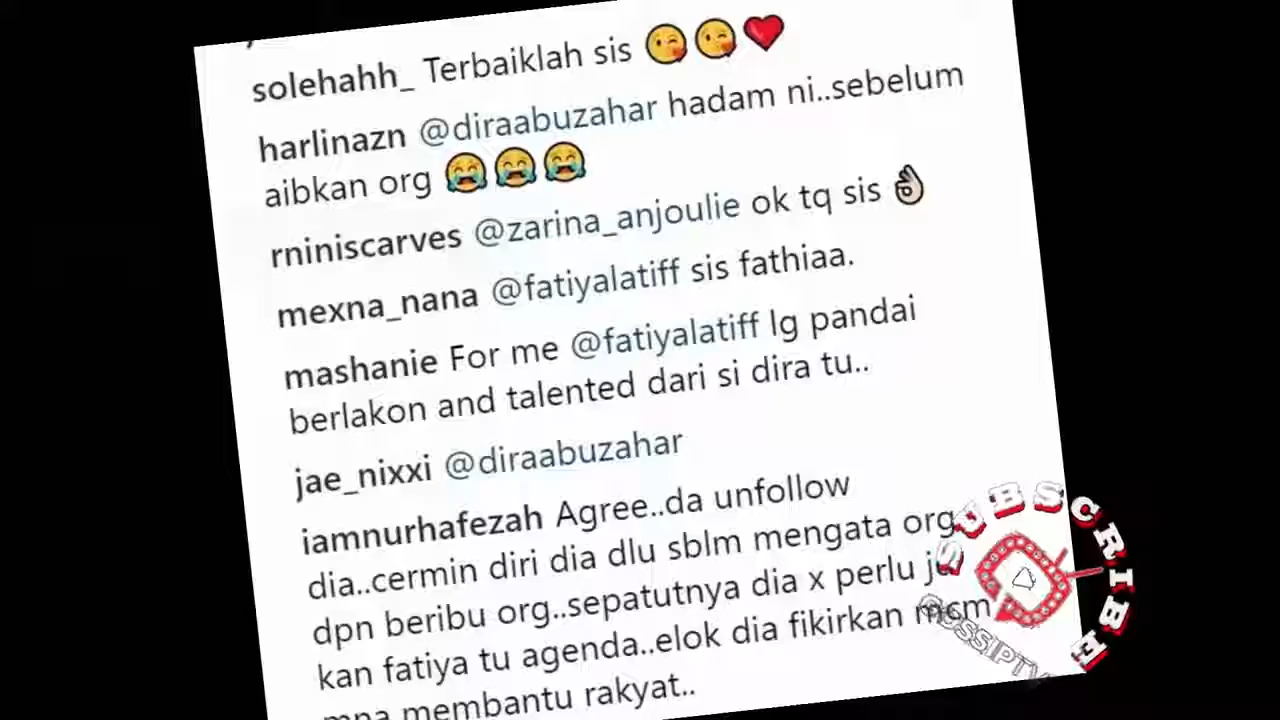 solehahh_ Terbaiklah sis 😘😘❤
harlinazn @diraabuzahar hadam ni..sebelum
aibkan org 😭😭😭
rniniscarves @zarina_anjoulie ok tq sis 👌
mexna_nana @fatiyalatiff sis fathiaa.
mashanie For me @fatiyalatiff lg pandai
berlakon and talented dari si dira tu..
jae_nixxi @diraabuzahar
iamnurhafezah Agree..da unfollow
dia..cermin diri dia dlu sblm mengata org
dpn beribu org..sepatutnya dia x perlu
kan fatiya tu agenda..elok dia fikirkan mcm
mna membantu rakyat..
SUBSCRIBE
GOSSIPTV